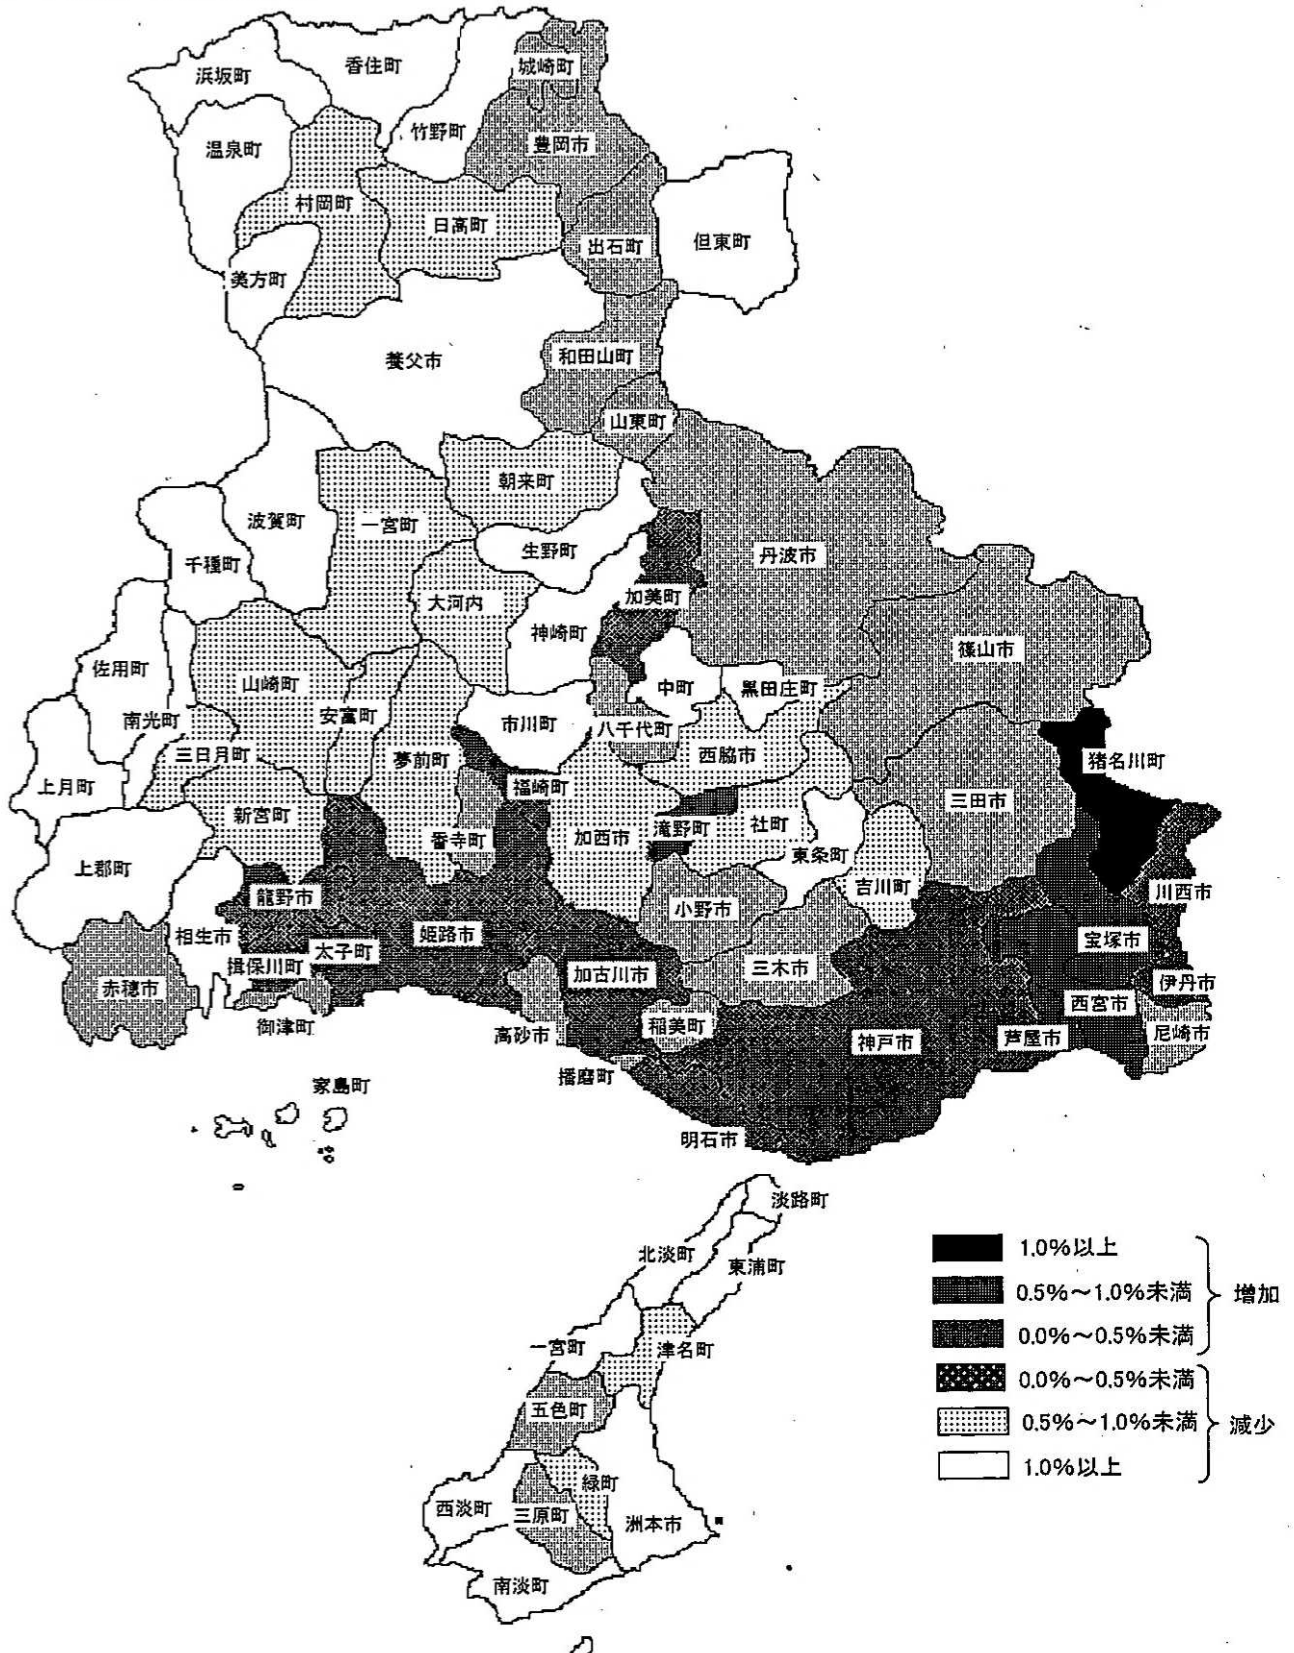 香住町
城崎町
浜坂町
竹野町
豊岡市
温泉町
村岡町
日高町
出石町
但東町
美方町
養父市
和田山町
山東町
朝来町
波賀町
一宮町
生野町
丹波市
千種町
大河内
加美町
神崎町
篠山市
佐用町
山崎町
中町
黒田庄町
南光町
安富町
市川町
八千代町
三日月町
夢前町
西脇市
猪名川町
上月町
福崎町
三田市
新宮町
滝野町
社町
香寺町
加西市
東条町
上郡町
龍野市
吉川町
川西市
小野市
相生市
太子町
姫路市
宝塚市
揖保川町
加古川市
三木市
赤穂市
伊丹市
西宮市
御津町
稲美町
高砂市
神戸市
芦屋市
尼崎市
播磨町
家島町
明石市
淡路町
北淡町
東浦町
一宮町
津名町
五色町
緑町
西淡町
三原町
洲本市
南淡町
1.0%以上
0.5%～1.0%未満
増加
0.0%～0.5%未満
0.0%～0.5%未満
0.5%～1.0%未満
減少
1.0%以上